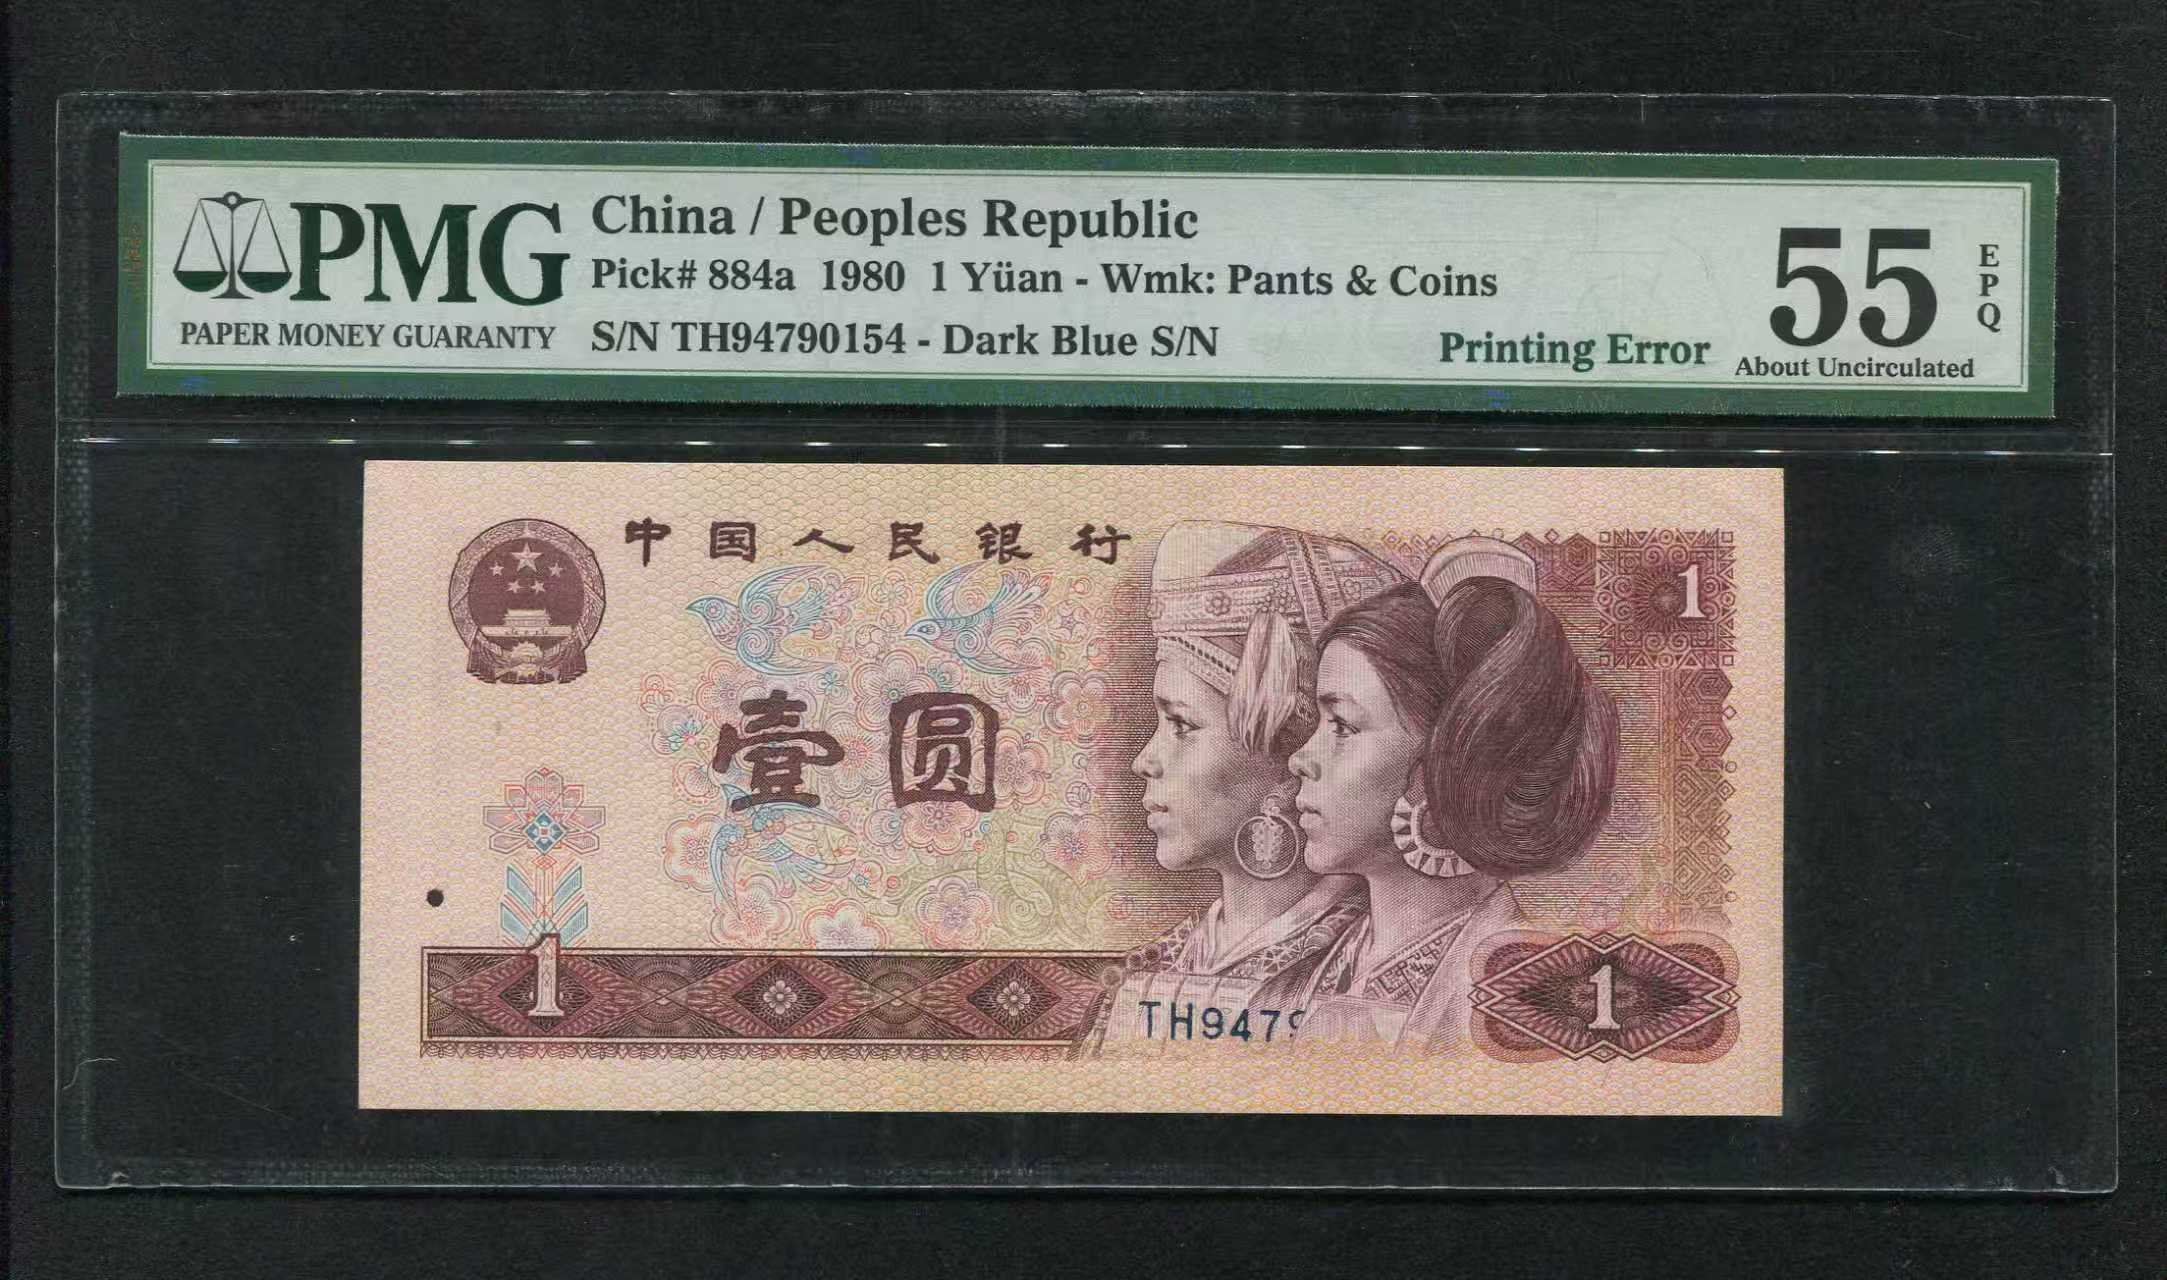 PMG
PAPER MONEY GUARANTY
China / Peoples Republic
Pick# 884a 1980 1 Yüan - Wmk: Pants & Coins
S/N TH94790154 - Dark Blue S/N
Printing Error
55
EPQ
About Uncirculated
中国人民银行
1
壹圆
1
TH9479
1